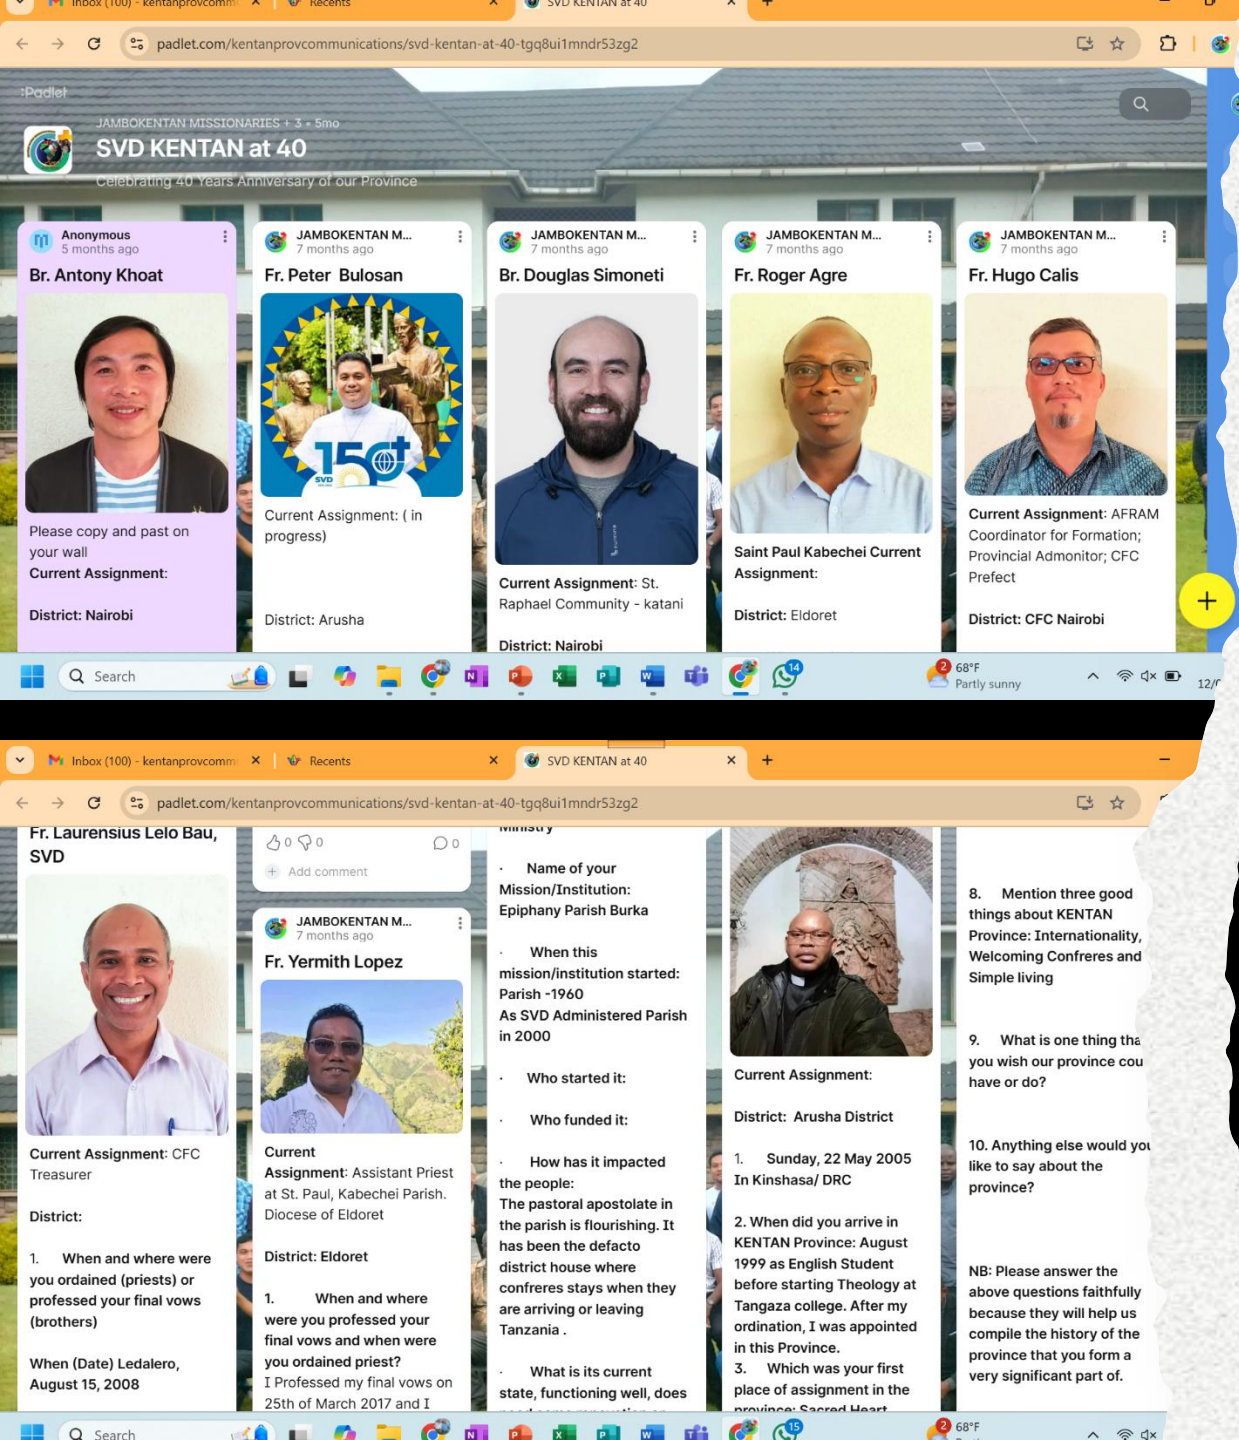 Inbox (100) - kentanprovcomm
Recents
SVD KENTAN at 40
padlet.com/kentanprovcommunications/svd-kentan-at-40-tgq8ui1mndr53zg2
:Padlet
JAMBOKENTAN MISSIONARIES + 3 • 5mo
SVD KENTAN at 40
Celebrating 40 Years Anniversary of our Province
Anonymous
5 months ago
Br. Antony Khoat
Please copy and past on
your wall
Current Assignment:
District: Nairobi
JAMBOKENTAN M...
7 months ago
Fr. Peter Bulosan
150
SVD
Current Assignment: ( in
progress)
District: Arusha
JAMBOKENTAN M...
7 months ago
Br. Douglas Simoneti
Current Assignment: St.
Raphael Community - katani
District: Nairobi
JAMBOKENTAN M...
7 months ago
Fr. Roger Agre
Saint Paul Kabechei Current
Assignment:
District: Eldoret
JAMBOKENTAN M...
7 months ago
Fr. Hugo Calis
Current Assignment: AFRAM
Coordinator for Formation;
Provincial Admonitor; CFC
Prefect
District: CFC Nairobi
Search
14
2
68°F
Partly sunny
12/
Inbox (100) - kentanprovcomm
Recents
SVD KENTAN at 40
padlet.com/kentanprovcommunications/svd-kentan-at-40-tgq8ui1mndr53zg2
Fr. Laurensius Lelo Bau,
SVD
Current Assignment: CFC
Treasurer
District:
1. When and where were
you ordained (priests) or
professed your final vows
(brothers)
When (Date) Ledalero,
August 15, 2008
0 0 0
Add comment
JAMBOKENTAN M...
7 months ago
Fr. Yermith Lopez
Current
Assignment: Assistant Priest
at St. Paul, Kabechei Parish.
Diocese of Eldoret
District: Eldoret
1. When and where
were you professed your
final vows and when were
you ordained priest?
I Professed my final vows on
25th of March 2017 and I
Ministry
· Name of your
Mission/Institution:
Epiphany Parish Burka
· When this
mission/institution started:
Parish -1960
As SVD Administered Parish
in 2000
· Who started it:
· Who funded it:
· How has it impacted
the people:
The pastoral apostolate in
the parish is flourishing. It
has been the defacto
district house where
confreres stays when they
are arriving or leaving
Tanzania .
· What is its current
state, functioning well, does
Current Assignment:
District: Arusha District
1. Sunday, 22 May 2005
In Kinshasa/ DRC
2. When did you arrive in
KENTAN Province: August
1999 as English Student
before starting Theology at
Tangaza college. After my
ordination, I was appointed
in this Province.
3. Which was your first
place of assignment in the
province: Sacred Heart
8. Mention three good
things about KENTAN
Province: Internationality,
Welcoming Confreres and
Simple living
9. What is one thing tha
you wish our province cou
have or do?
10. Anything else would you
like to say about the
province?
NB: Please answer the
above questions faithfully
because they will help us
compile the history of the
province that you form a
very significant part of.
Search
15
2
68°F